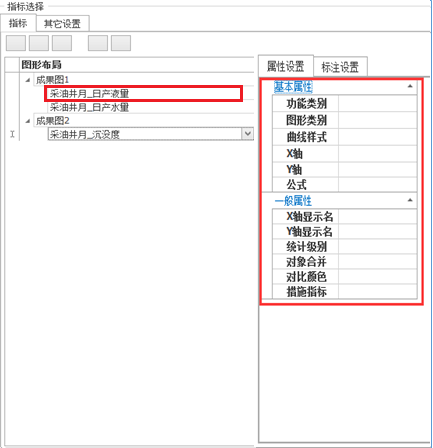 指标选择
指标 其它设置
图形布局
成果图1
采油井月_日产液量
采油井月_日产水量
成果图2
采油井月_沉没度
属性设置 标注设置
基本属性
功能类别
图形类别
曲线样式
X轴
Y轴
公式
一般属性
X轴显示名
Y轴显示名
统计级别
对象合并
对比颜色
措施指标